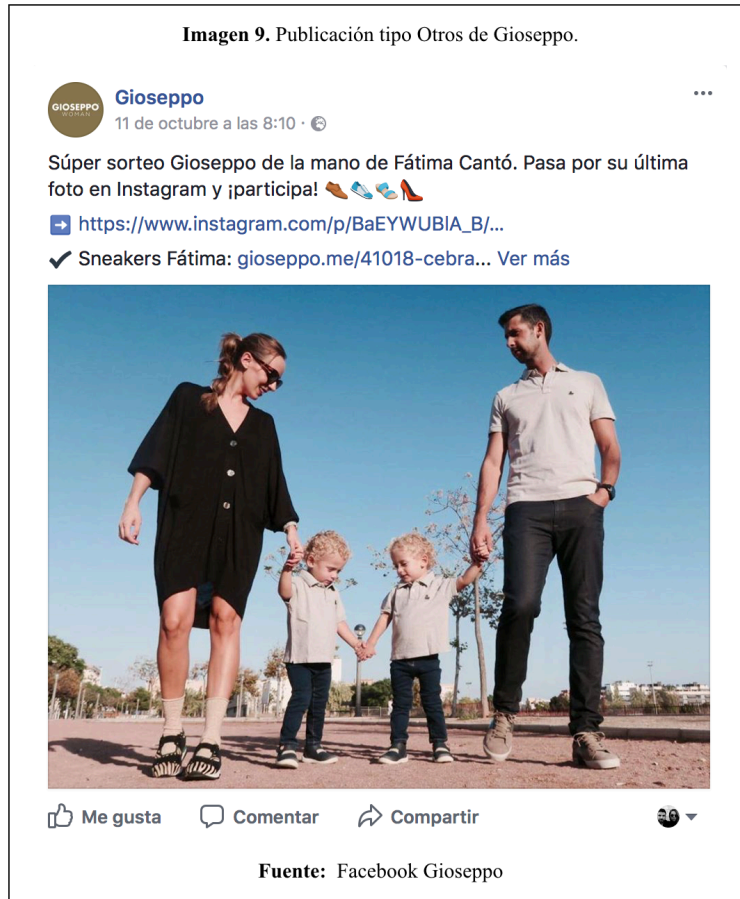 Imagen 9. Publicación tipo Otros de Gioseppo.
GIOSEPPO
WOMAN
Gioseppo
11 de octubre a las 8:10 ·
Súper sorteo Gioseppo de la mano de Fátima Cantó. Pasa por su última
foto en Instagram y ¡participa!
https://www.instagram.com/p/BaEYWUBlA_B/...
Sneakers Fátima: gioseppo.me/41018-cebra... Ver más
Me gusta Comentar Compartir
Fuente: Facebook Gioseppo